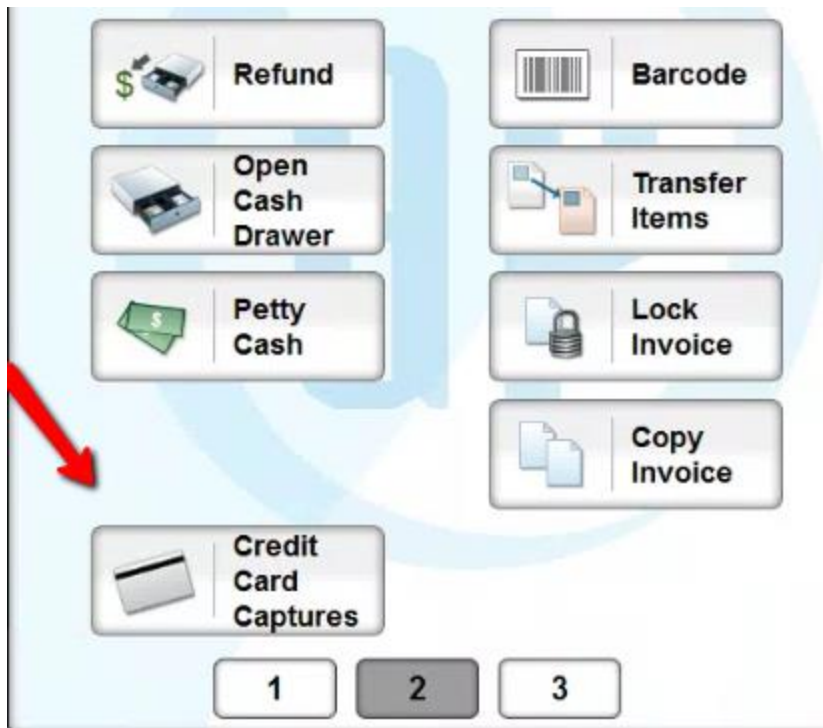 Refund
Open
Cash
Drawer
Petty
Cash
Credit
Card
Captures
Barcode
Transfer
Items
Lock
Invoice
Copy
Invoice
1
2
3